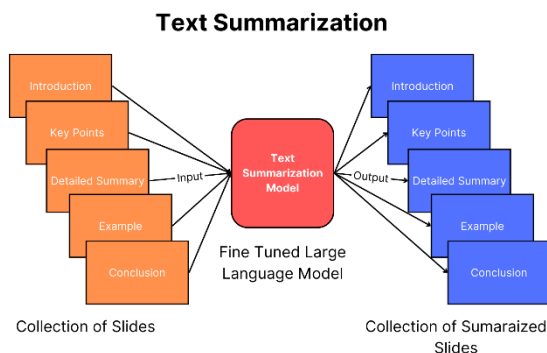 Text Summarization
Introduction
Key Points
Detailed Summary
Example
Conclusion
Input
Text
Summarization
Model
Output
Introduction
Key Points
Detailed Summary
Example
Conclusion
Fine Tuned Large
Language Model
Collection of Slides
Collection of Sumaraized
Slides